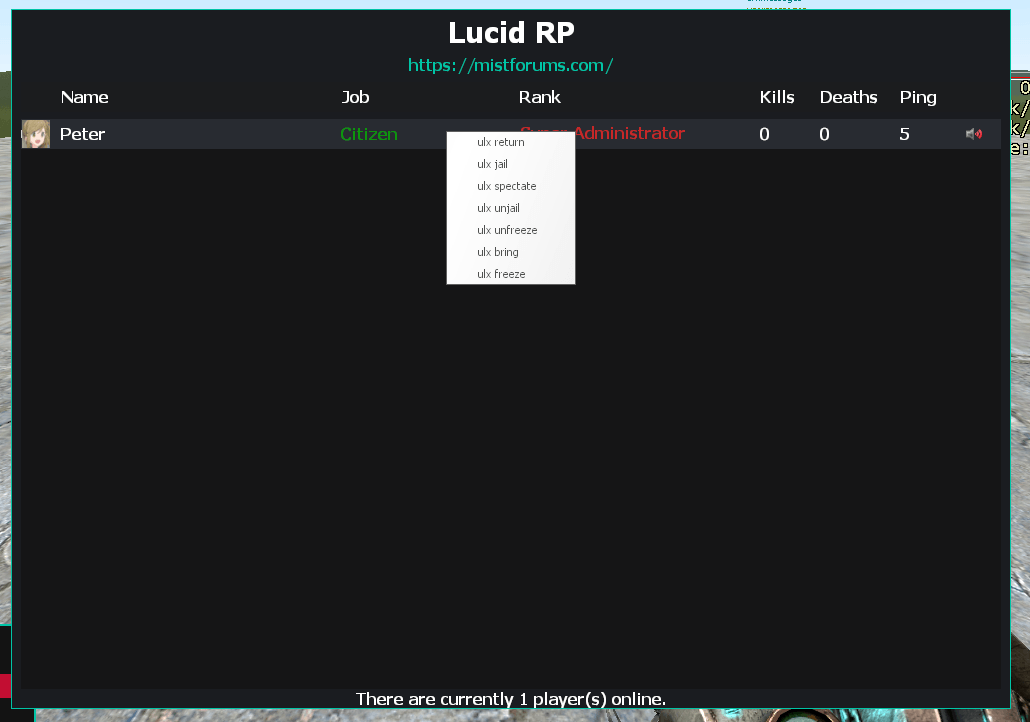 Lucid RP
https://mistforums.com/
Name Job Rank Kills Deaths Ping
Peter Citizen Super Administrator 0 0 5
ulx return
ulx jail
ulx spectate
ulx unjail
ulx unfreeze
ulx bring
ulx freeze
There are currently 1 player(s) online.